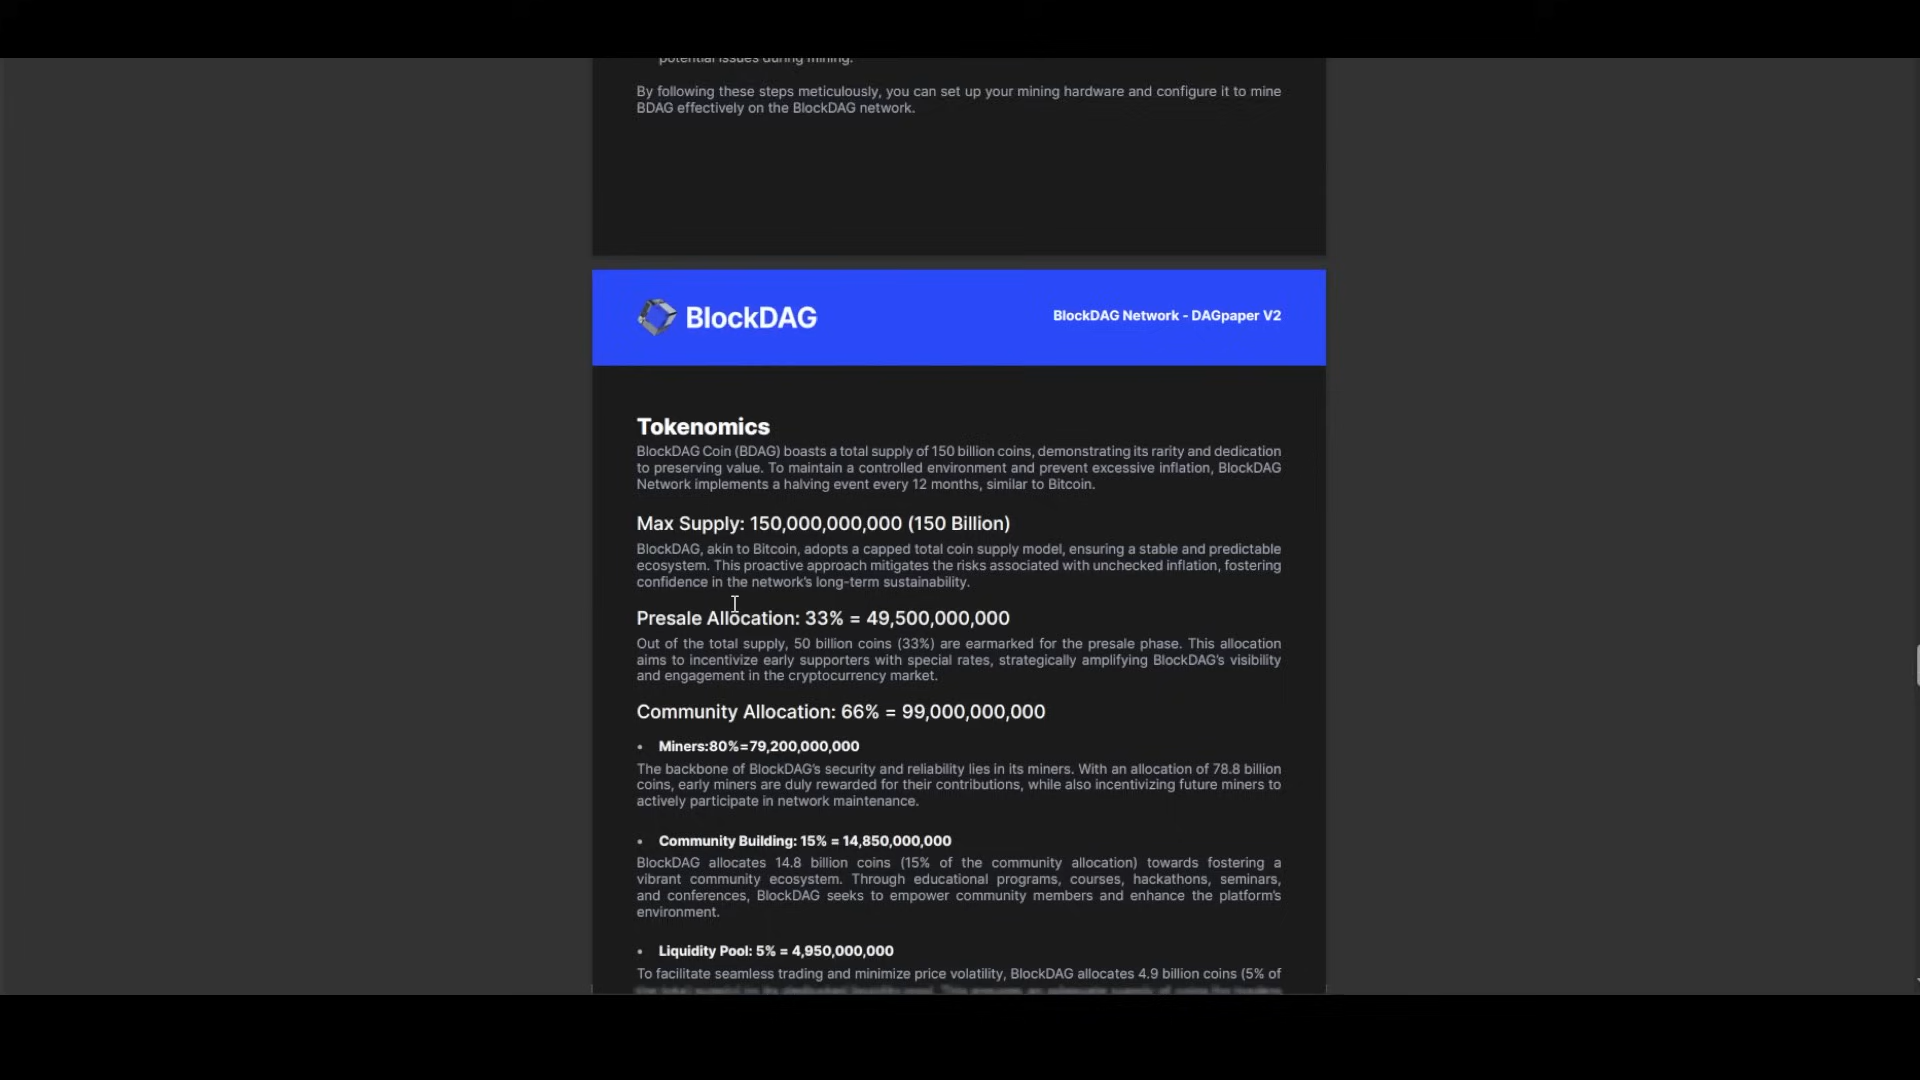 potential issues during mining.
By following these steps meticulously, you can set up your mining hardware and configure it to mine
BDAG effectively on the BlockDAG network.
BlockDAG
BlockDAG Network - DAGpaper V2
Tokenomics
BlockDAG Coin (BDAG) boasts a total supply of 150 billion coins, demonstrating its rarity and dedication
to preserving value. To maintain a controlled environment and prevent excessive inflation, BlockDAG
Network implements a halving event every 12 months, similar to Bitcoin.
Max Supply: 150,000,000,000 (150 Billion)
BlockDAG, akin to Bitcoin, adopts a capped total coin supply model, ensuring a stable and predictable
ecosystem. This proactive approach mitigates the risks associated with unchecked inflation, fostering
confidence in the network's long-term sustainability.
Presale Allocation: 33% = 49,500,000,000
Out of the total supply, 50 billion coins (33%) are earmarked for the presale phase. This allocation
aims to incentivize early supporters with special rates, strategically amplifying BlockDAG's visibility
and engagement in the cryptocurrency market.
Community Allocation: 66% = 99,000,000,000
• Miners:80%=79,200,000,000
The backbone of BlockDAG's security and reliability lies in its miners. With an allocation of 78.8 billion
coins, early miners are duly rewarded for their contributions, while also incentivizing future miners to
actively participate in network maintenance.
• Community Building: 15% = 14,850,000,000
BlockDAG allocates 14.8 billion coins (15% of the community allocation) towards fostering a
vibrant community ecosystem. Through educational programs, courses, hackathons, seminars,
and conferences, BlockDAG seeks to empower community members and enhance the platform's
environment.
• Liquidity Pool: 5% = 4,950,000,000
To facilitate seamless trading and minimize price volatility, BlockDAG allocates 4.9 billion coins (5% of